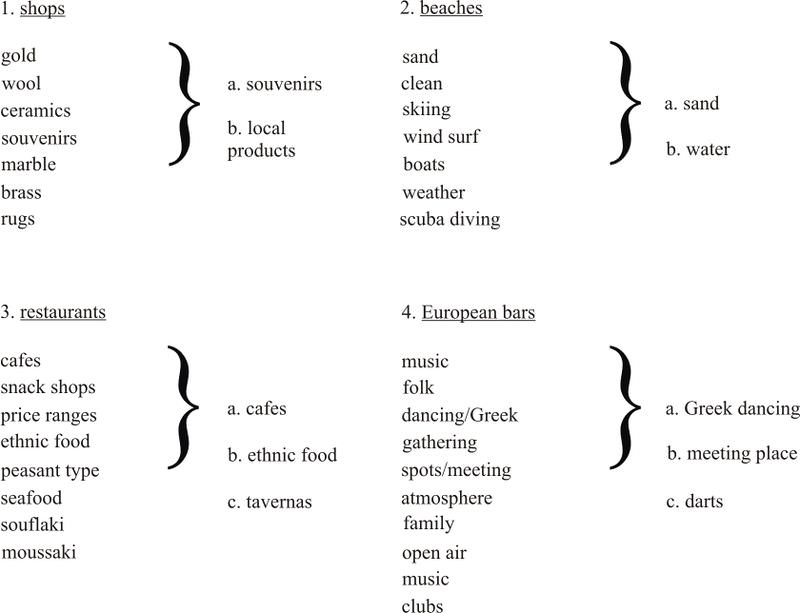 1. shops
gold
wool
ceramics
souvenirs
marble
brass
rugs
a. souvenirs
b. local
products
2. beaches
sand
clean
skiing
wind surf
boats
weather
scuba diving
a. sand
b. water
3. restaurants
cafes
snack shops
price ranges
ethnic food
peasant type
seafood
souflaki
moussaki
a. cafes
b. ethnic food
c. tavernas
4. European bars
music
folk
dancing/Greek
gathering
spots/meeting
atmosphere
family
open air
music
clubs
a. Greek dancing
b. meeting place
c. darts